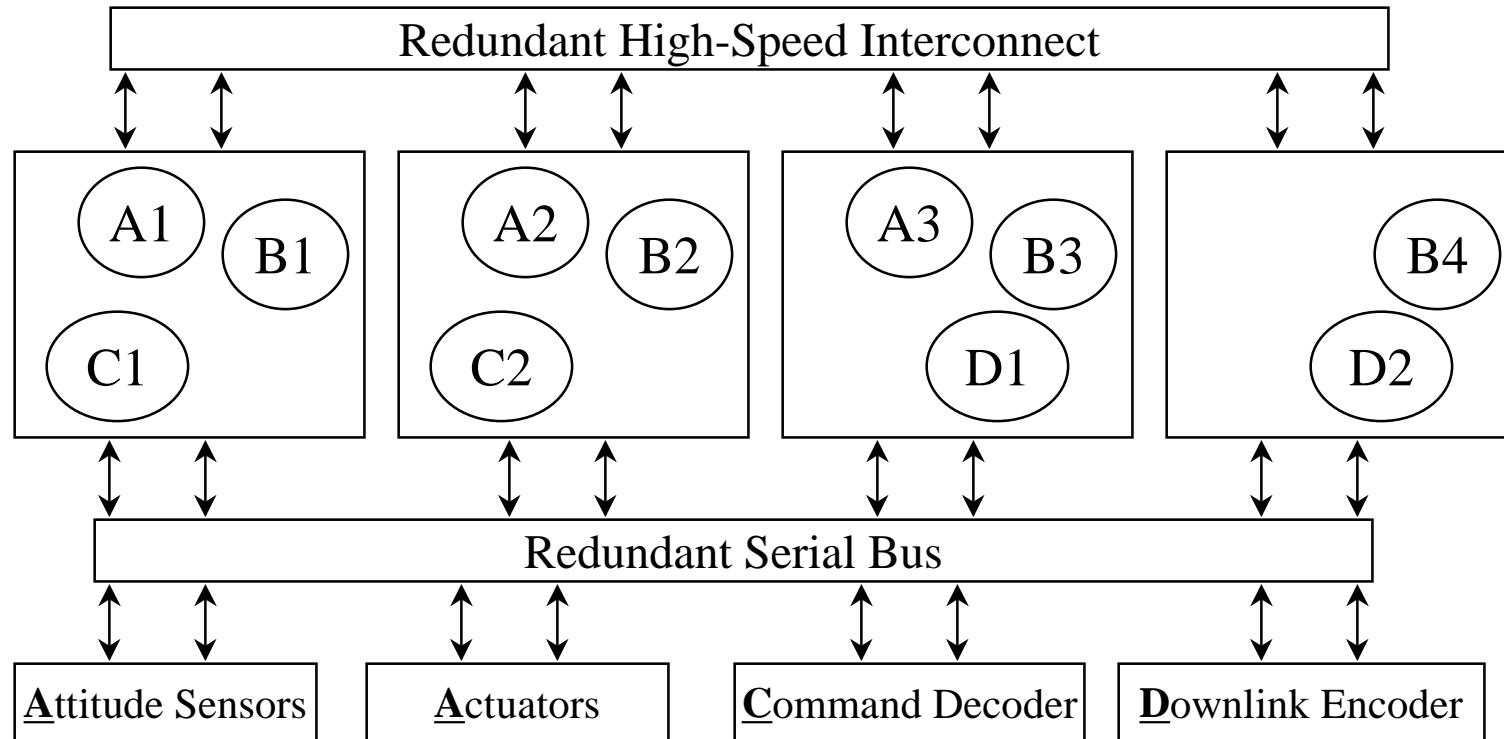 Redundant High-Speed Interconnect
A1
B1
C1
A2
B2
C2
A3
B3
D1
B4
D2
Redundant Serial Bus
Attitude Sensors
Actuators
Command Decoder
Downlink Encoder